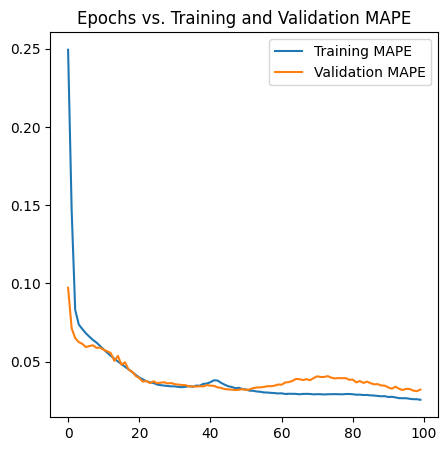 Epochs vs. Training and Validation MAPE
Training MAPE
Validation MAPE
0.25
0.20
0.15
0.10
0.05
0 20 40 60 80 100